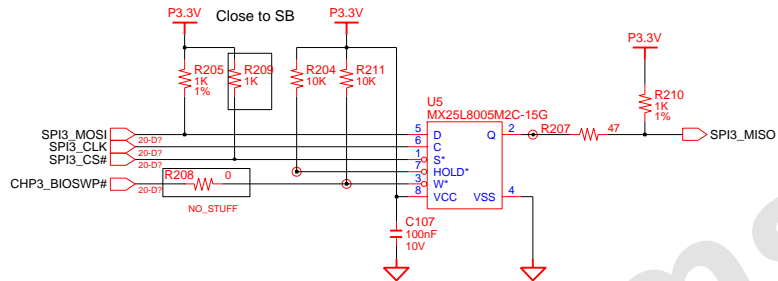 P3.3V
Close to SB
P3.3V
P3.3V
R205
1K
1%
R209
1K
R204
10K
R211
10K
R210
1K
1%
U5
MX25L8005M2C-15G
SPI3_MOSI
20-D?
5
D
Q
2
R207
47
SPI3_MISO
SPI3_CLK
20-D?
6
C
SPI3_CS#
20-D?
1
S*
7
HOLD*
CHP3_BIOSWP#
20-D?
R208
0
3
W*
8
VCC
VSS
4
NO_STUFF
C107
100nF
10V